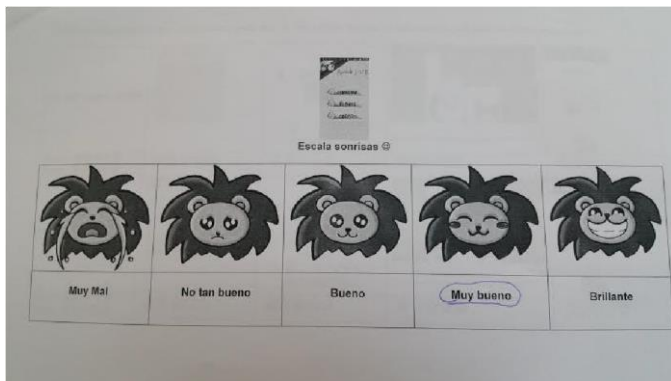 Escala sonrisas ☺
Muy Mal
No tan bueno
Bueno
Muy bueno
Brillante